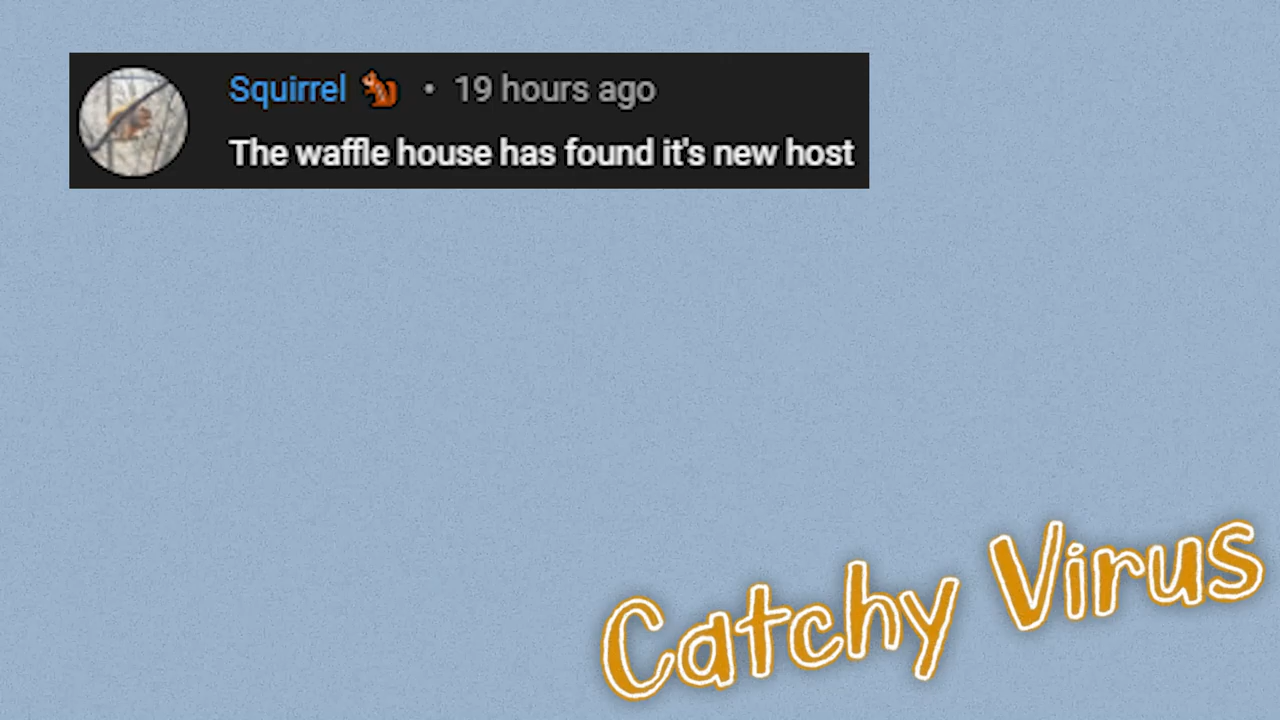 Squirrel 🐿 • 19 hours ago
The waffle house has found it's new host
Catchy Virus